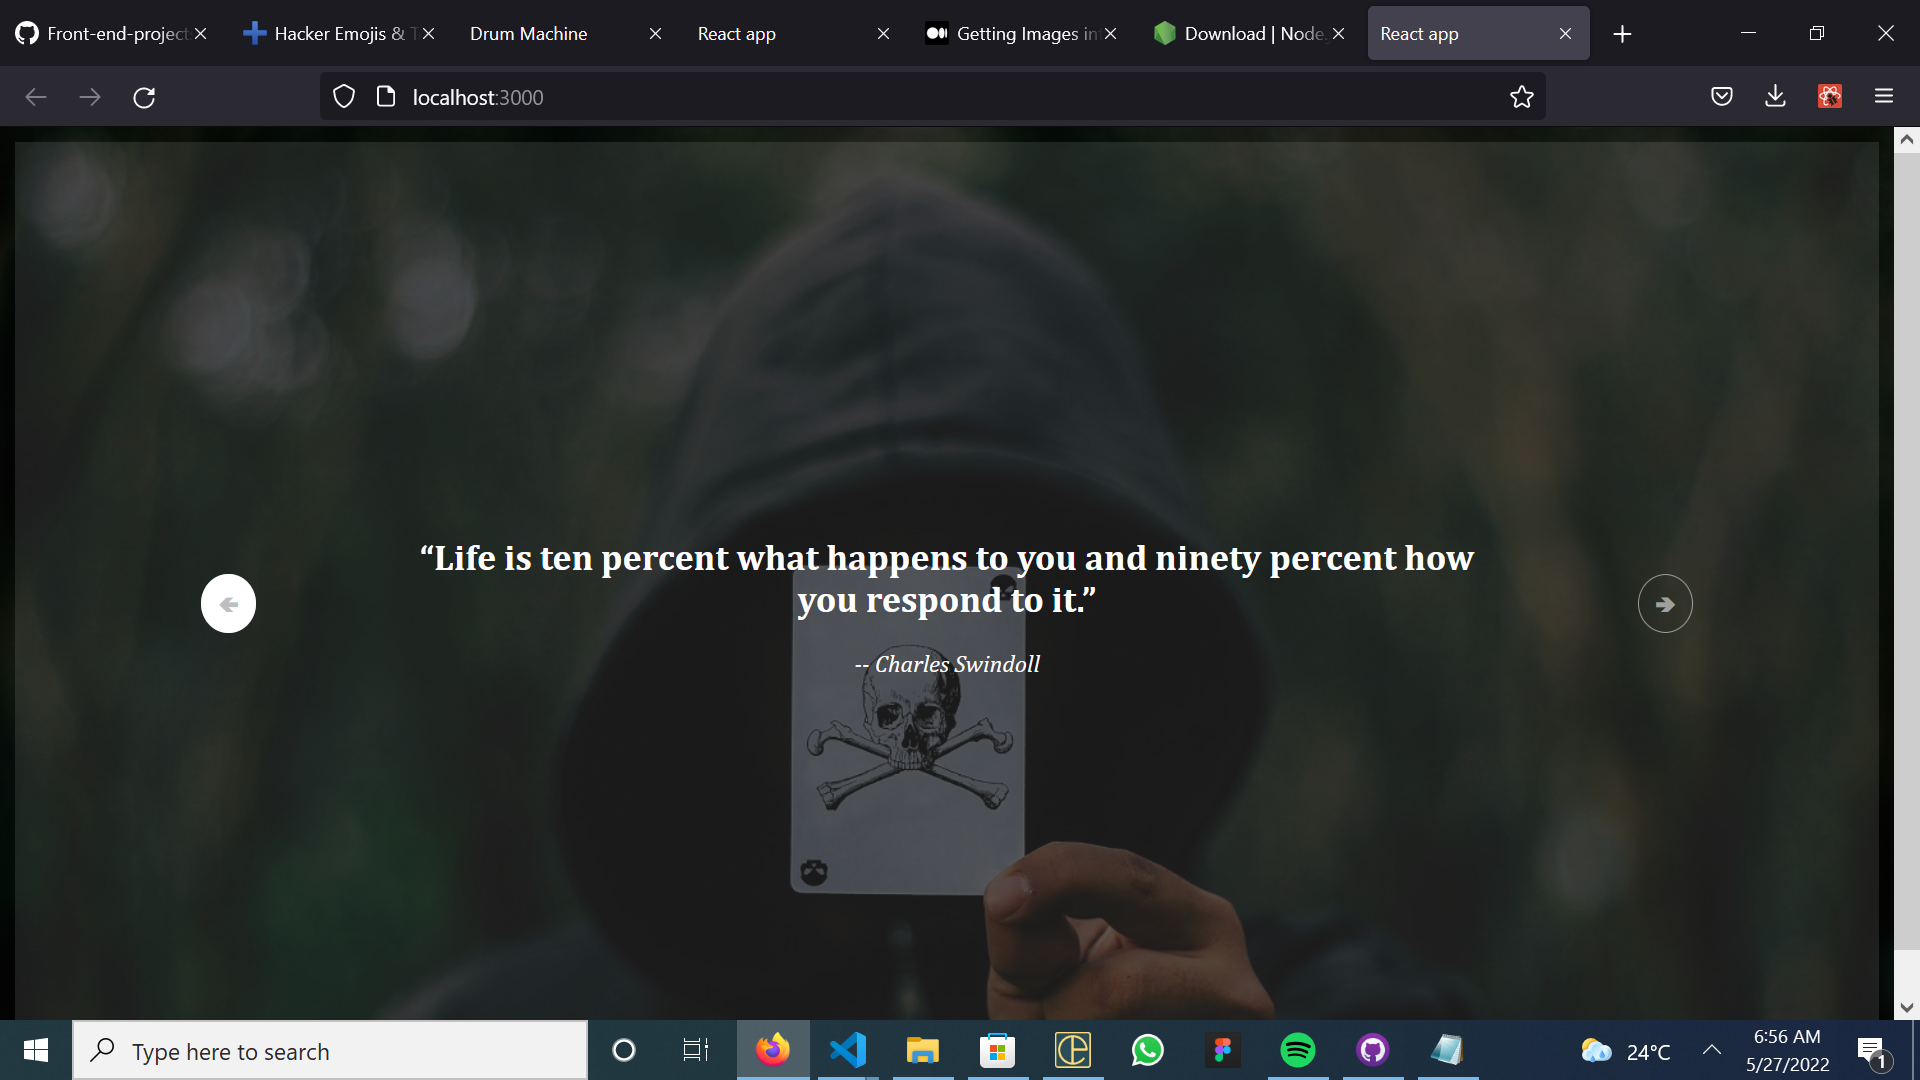 Front-end-project
Hacker Emojis & T
Drum Machine
React app
Getting Images in
Download | Node.
React app
localhost:3000
“Life is ten percent what happens to you and ninety percent how
you respond to it.”
-- Charles Swindoll
Type here to search
24°C
6:56 AM
5/27/2022
1